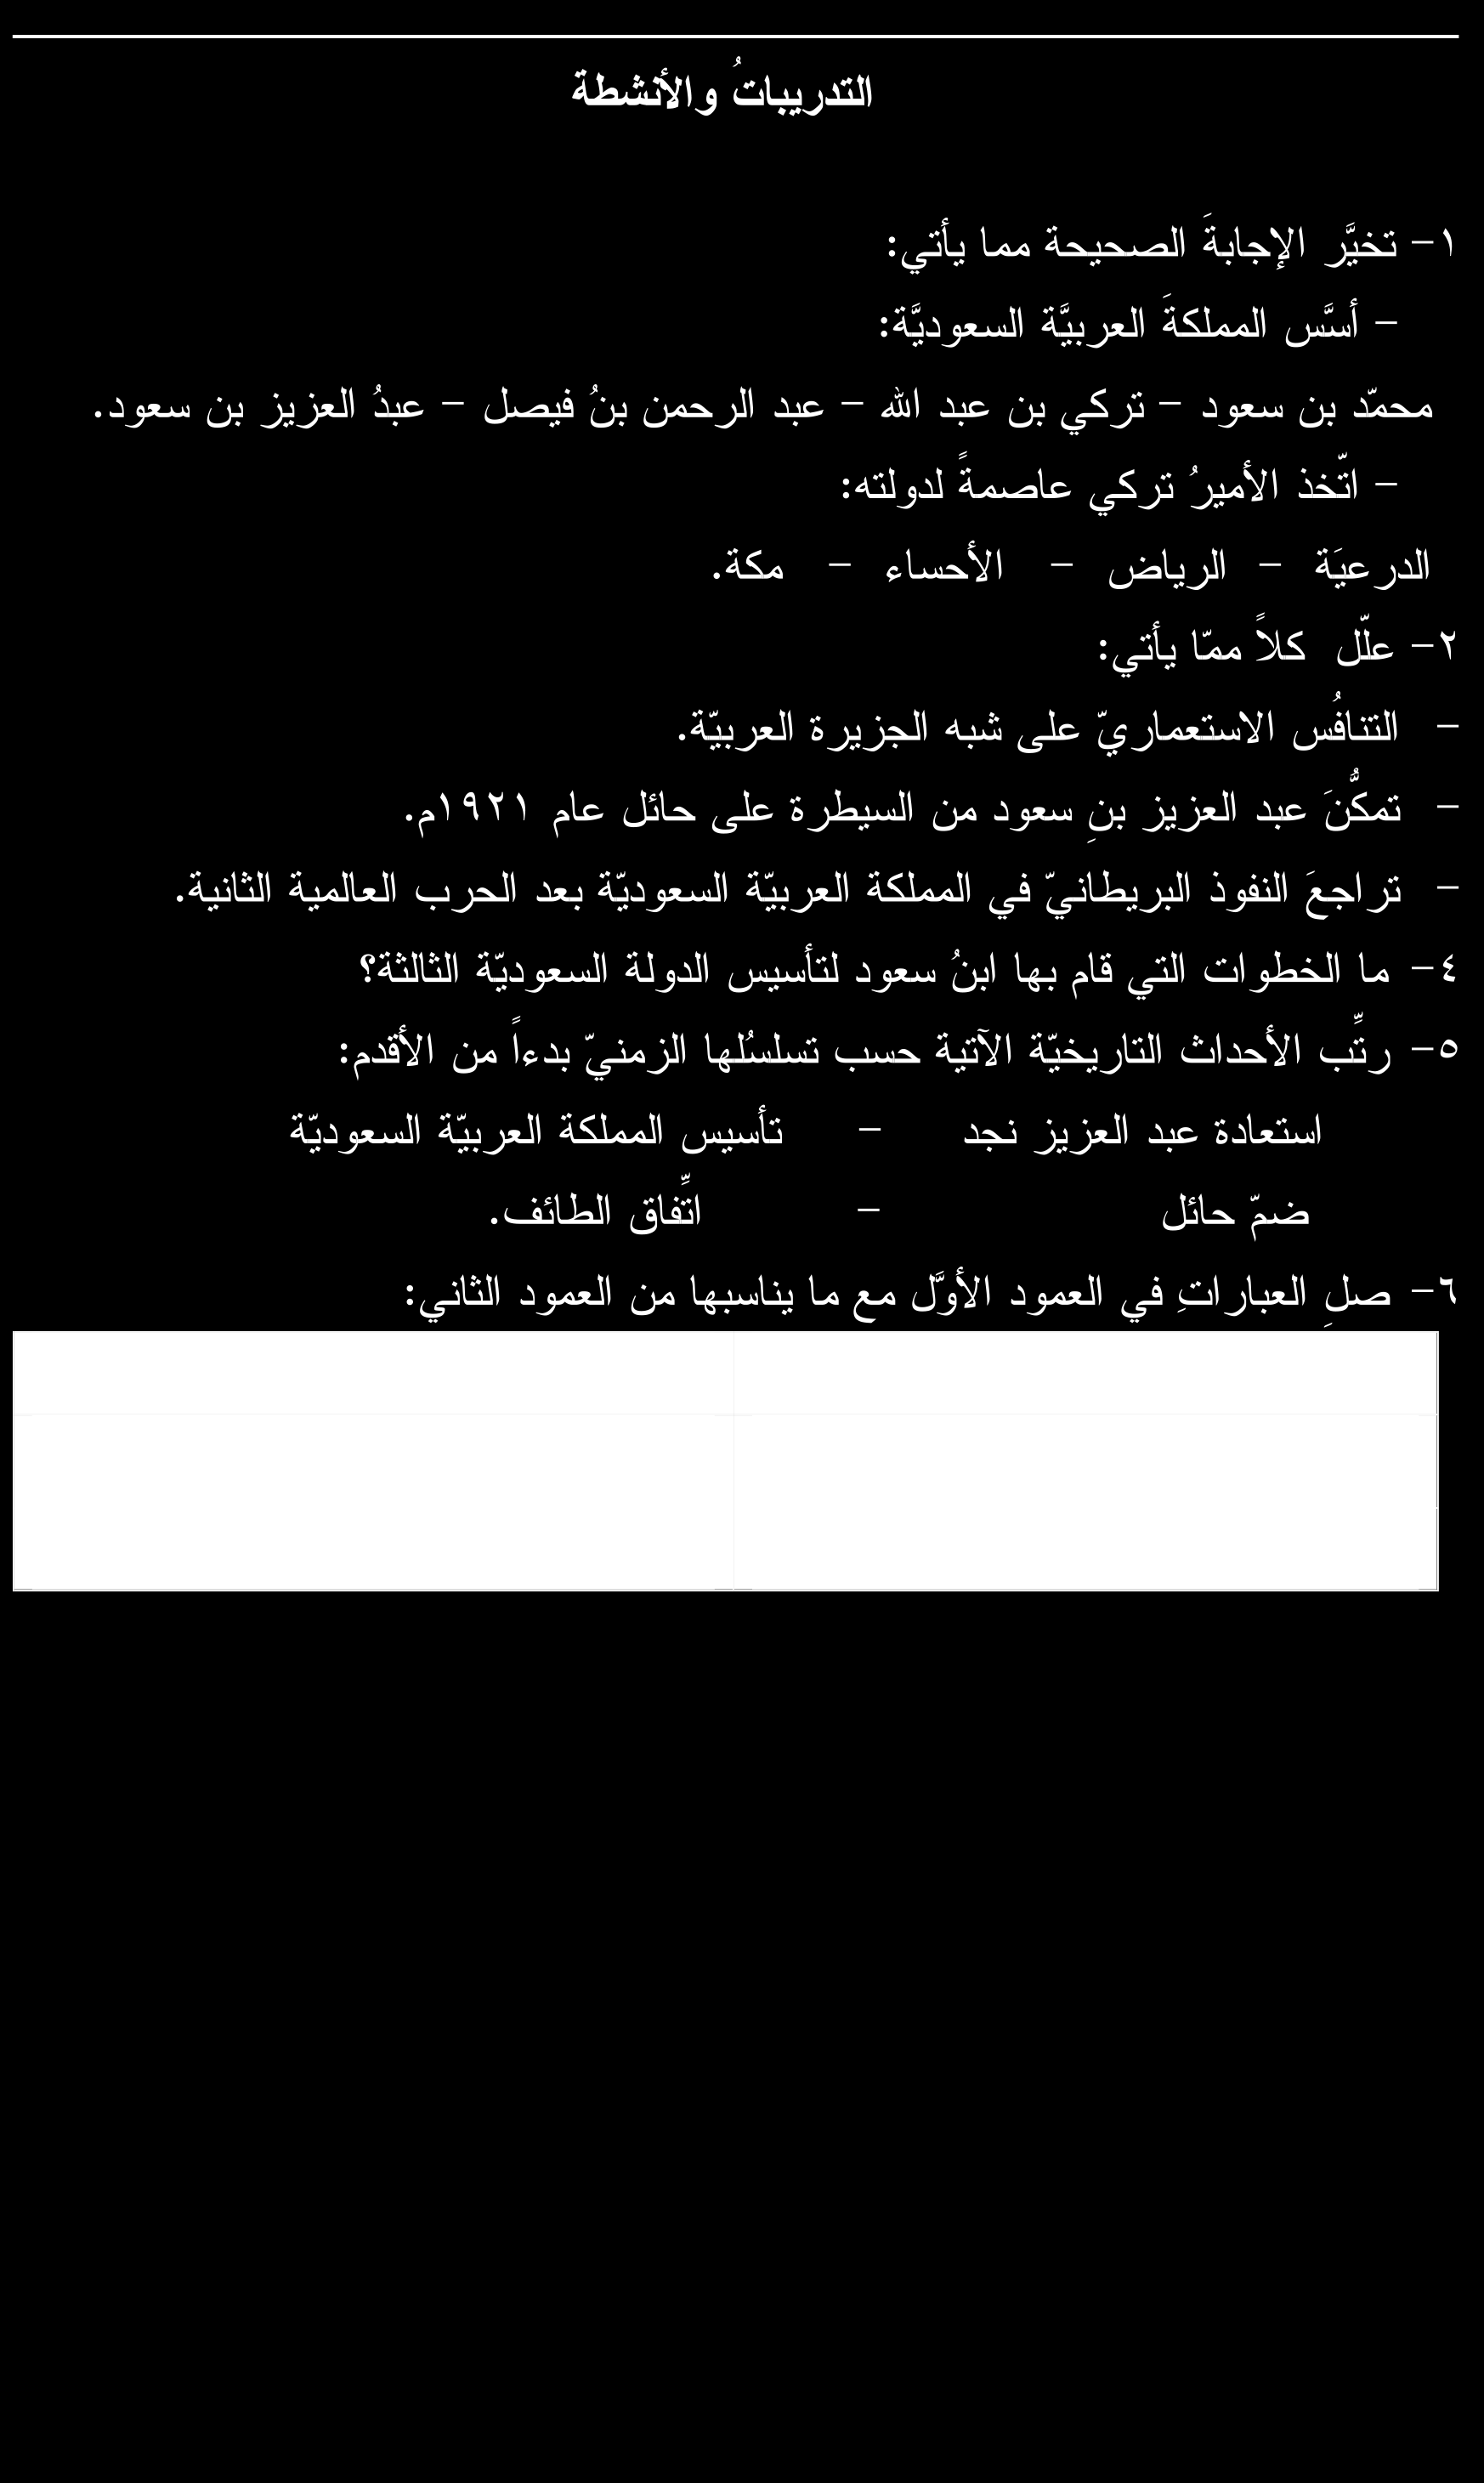 التدريباتُ والأنشطة
١- تخيَّر الإجابةَ الصحيحة مما يأتي:
- أسَّس المملكةَ العربيَّة السعوديَّة:
محمّد بن سعود - تركي بن عبد الله - عبد الرحمن بنُ فيصل - عبدُ العزيز بن سعود.
- اتّخذ الأميرُ تركي عاصمةً لدولته:
الدرعيَة - الرياض - الأحساء - مكة.
٢- علّل كلاً ممّا يأتي:
- التنافُس الاستعماريّ على شبه الجزيرة العربيّة.
- تمكُّنَ عبد العزيز بنِ سعود من السيطرة على حائل عام ١٩٢١م.
- تراجعَ النفوذ البريطانيّ في المملكة العربيّة السعوديّة بعد الحرب العالمية الثانية.
٤- ما الخطوات التي قام بها ابنُ سعود لتأسيس الدولة السعوديّة الثالثة؟
٥- رتِّب الأحداث التاريخيّة الآتية حسب تسلسُلها الزمنيّ بدءاً من الأقدم:
استعادة عبد العزيز نجد - تأسيس المملكة العربيّة السعوديّة
ضمّ حائل - اتِّفاق الطائف.
٦- صلِ العباراتِ في العمود الأوَّل مع ما يناسبها من العمود الثاني: